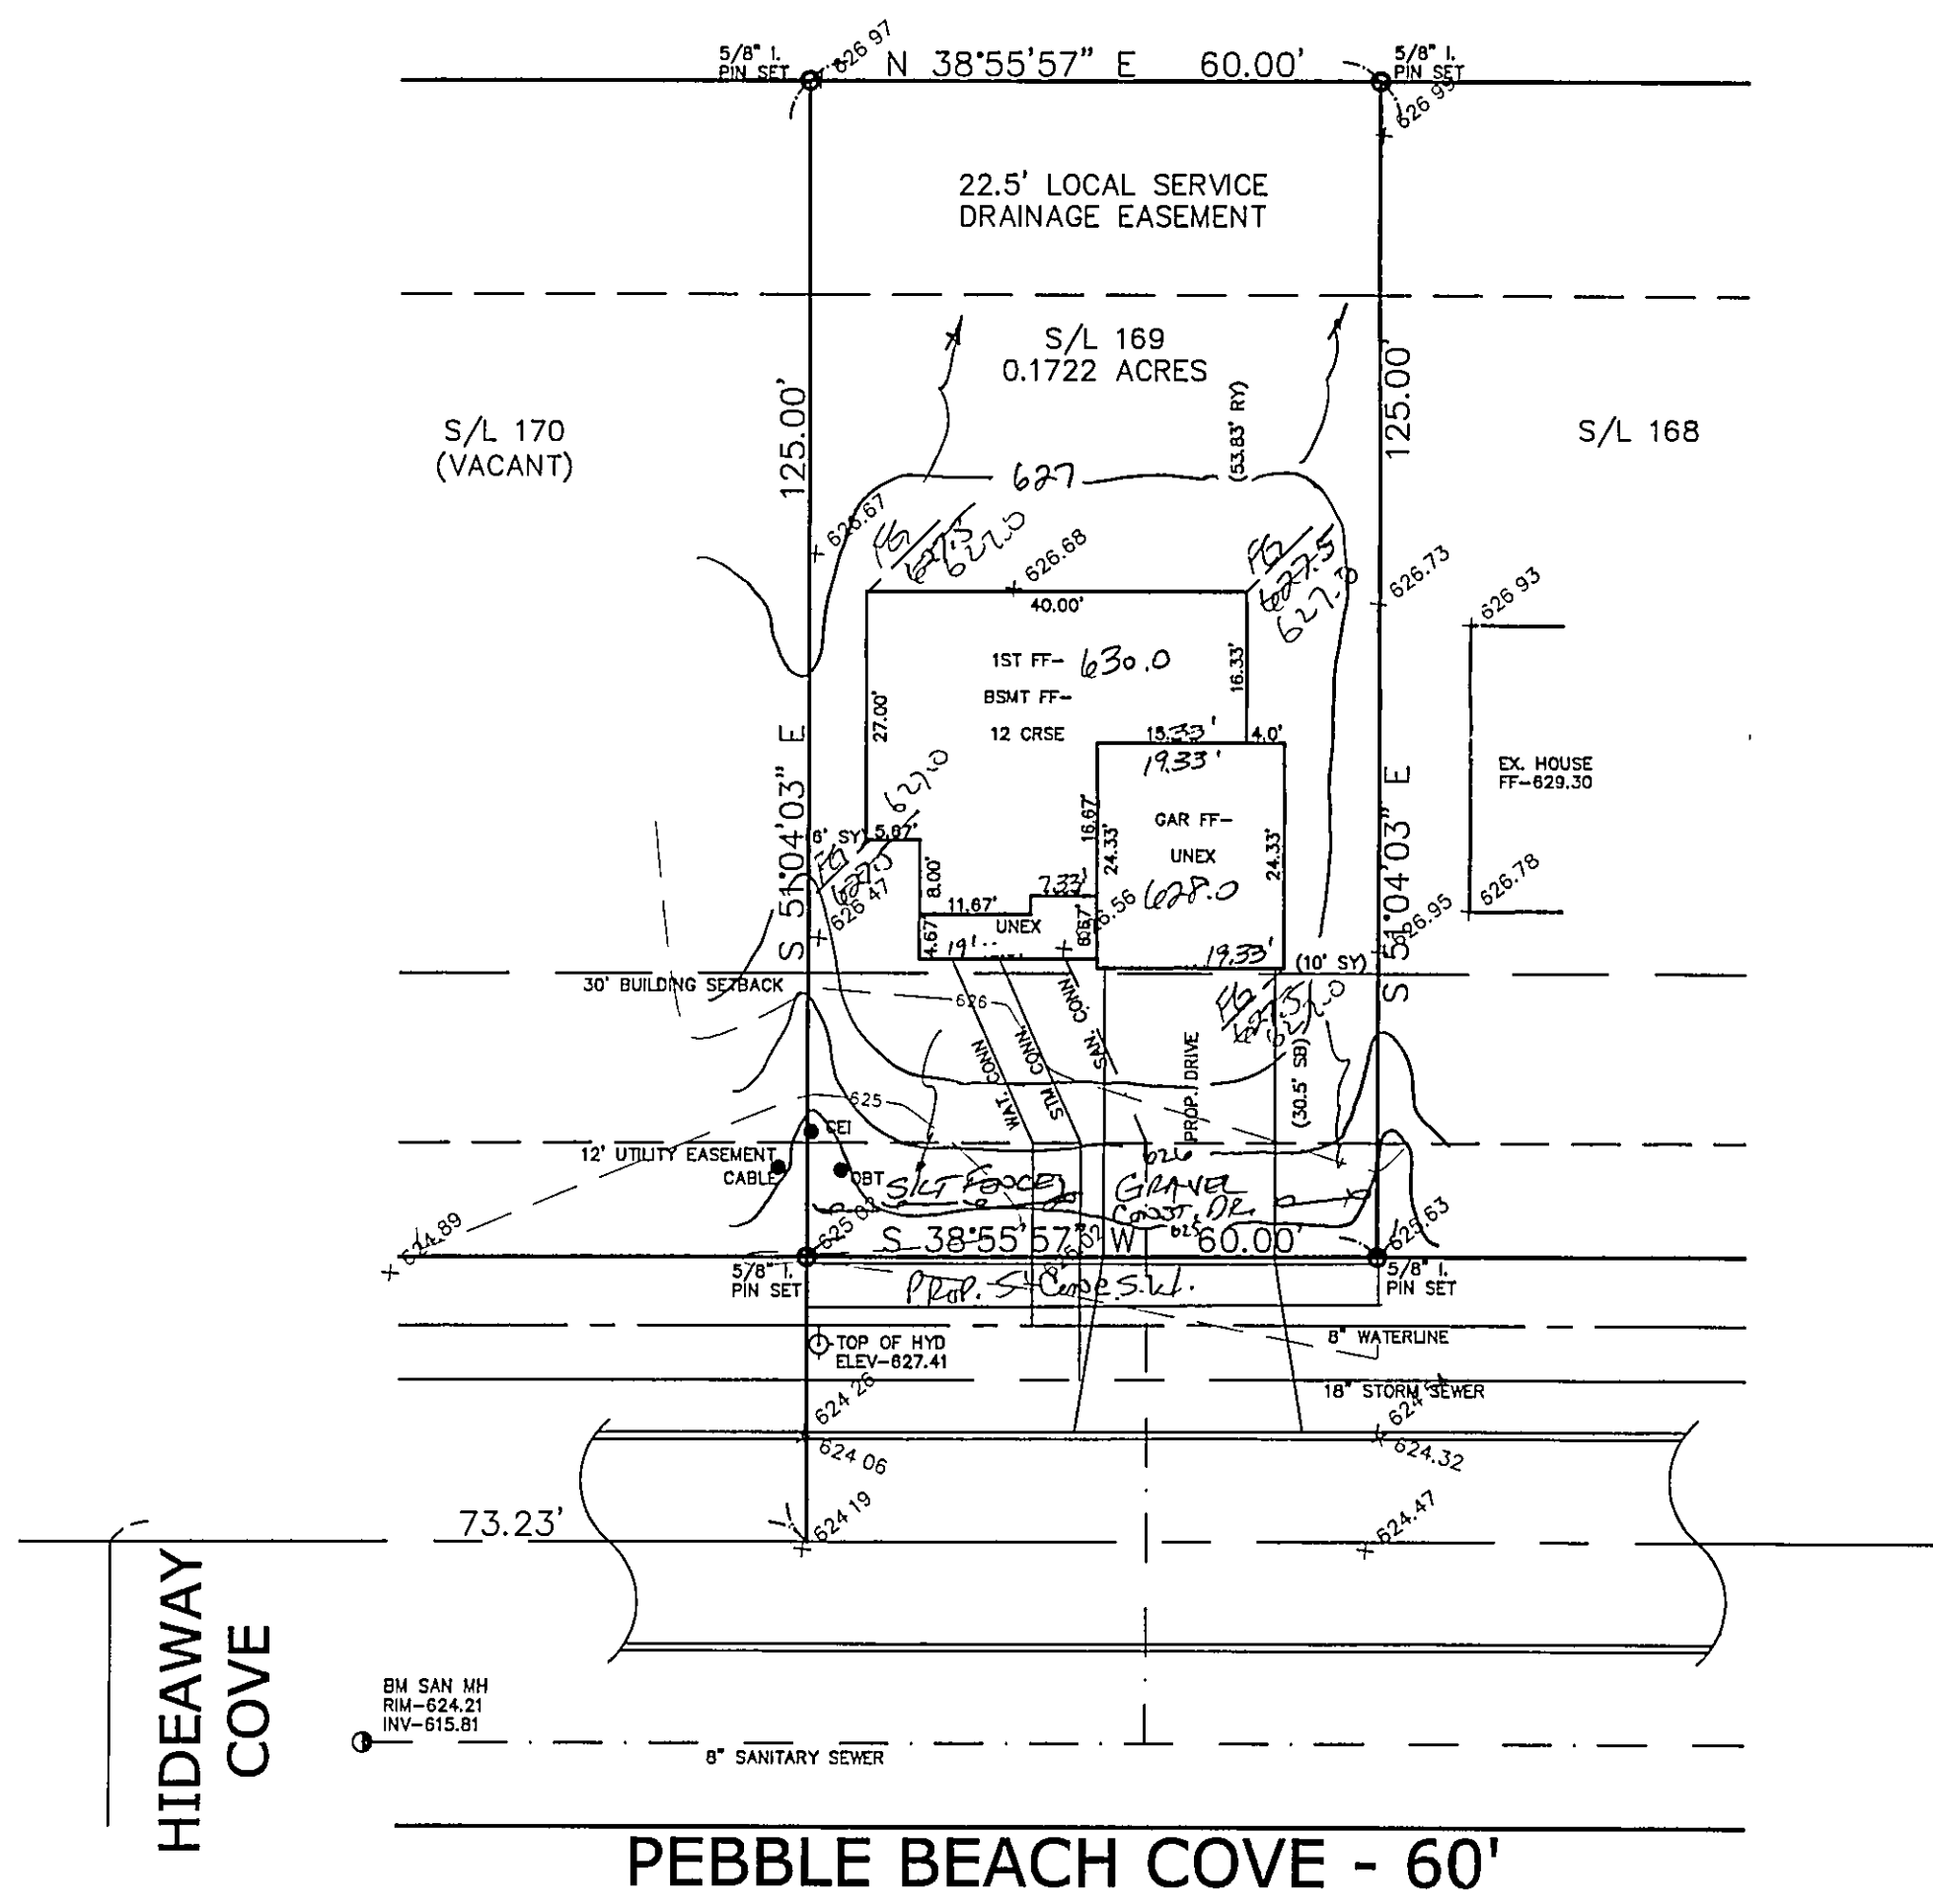 5/8" I.
PIN SET
626 97
N 38°55'57" E 60.00'
5/8" I.
PIN SET
626 99
22.5' LOCAL SERVICE
DRAINAGE EASEMENT
S/L 169
0.1722 ACRES
125.00'
125.00'
(53.83' RY)
S/L 170
(VACANT)
S/L 168
627
626.67
FG
627.5
627.0
626.68
FG
627.5
627.3
626.73
626 93
40.00'
1ST FF- 630.0
BSMT FF-
12 CRSE
27.00'
16.33'
15.33'
4.0'
19.33'
EX. HOUSE
FF-629.30
S 51°04'03" E
S 51°04'03" E
627.0
6' SY)
5.67'
GAR FF-
UNEX
628.0
16.67'
24.33'
24.33'
FG
627.0
626 47
8.00'
7.33'
11.67'
UNEX
4.67'
6.67'
19'
19.33'
626.78
626.95
(10' SY)
30' BUILDING SETBACK
626
FG
WAT. CONN
STM CONN.
SAN. CONN
PROP. DRIVE
(30.5' SB)
625
CEI
12' UTILITY EASEMENT
CABLE
OBT
626
SILT FENCE
GRAVEL
CONST. DR.
625
624.89
S 38°55'57" W 60.00'
625.02
625.63
5/8" I.
PIN SET
PROP. 5' CONC. S.W.
5/8" I.
PIN SET
TOP OF HYD
ELEV-627.41
8" WATERLINE
18" STORM SEWER
624.26
624 06
624.32
73.23'
624 19
624.47
HIDEAWAY
COVE
BM SAN MH
RIM-624.21
INV-615.81
8" SANITARY SEWER
PEBBLE BEACH COVE - 60'